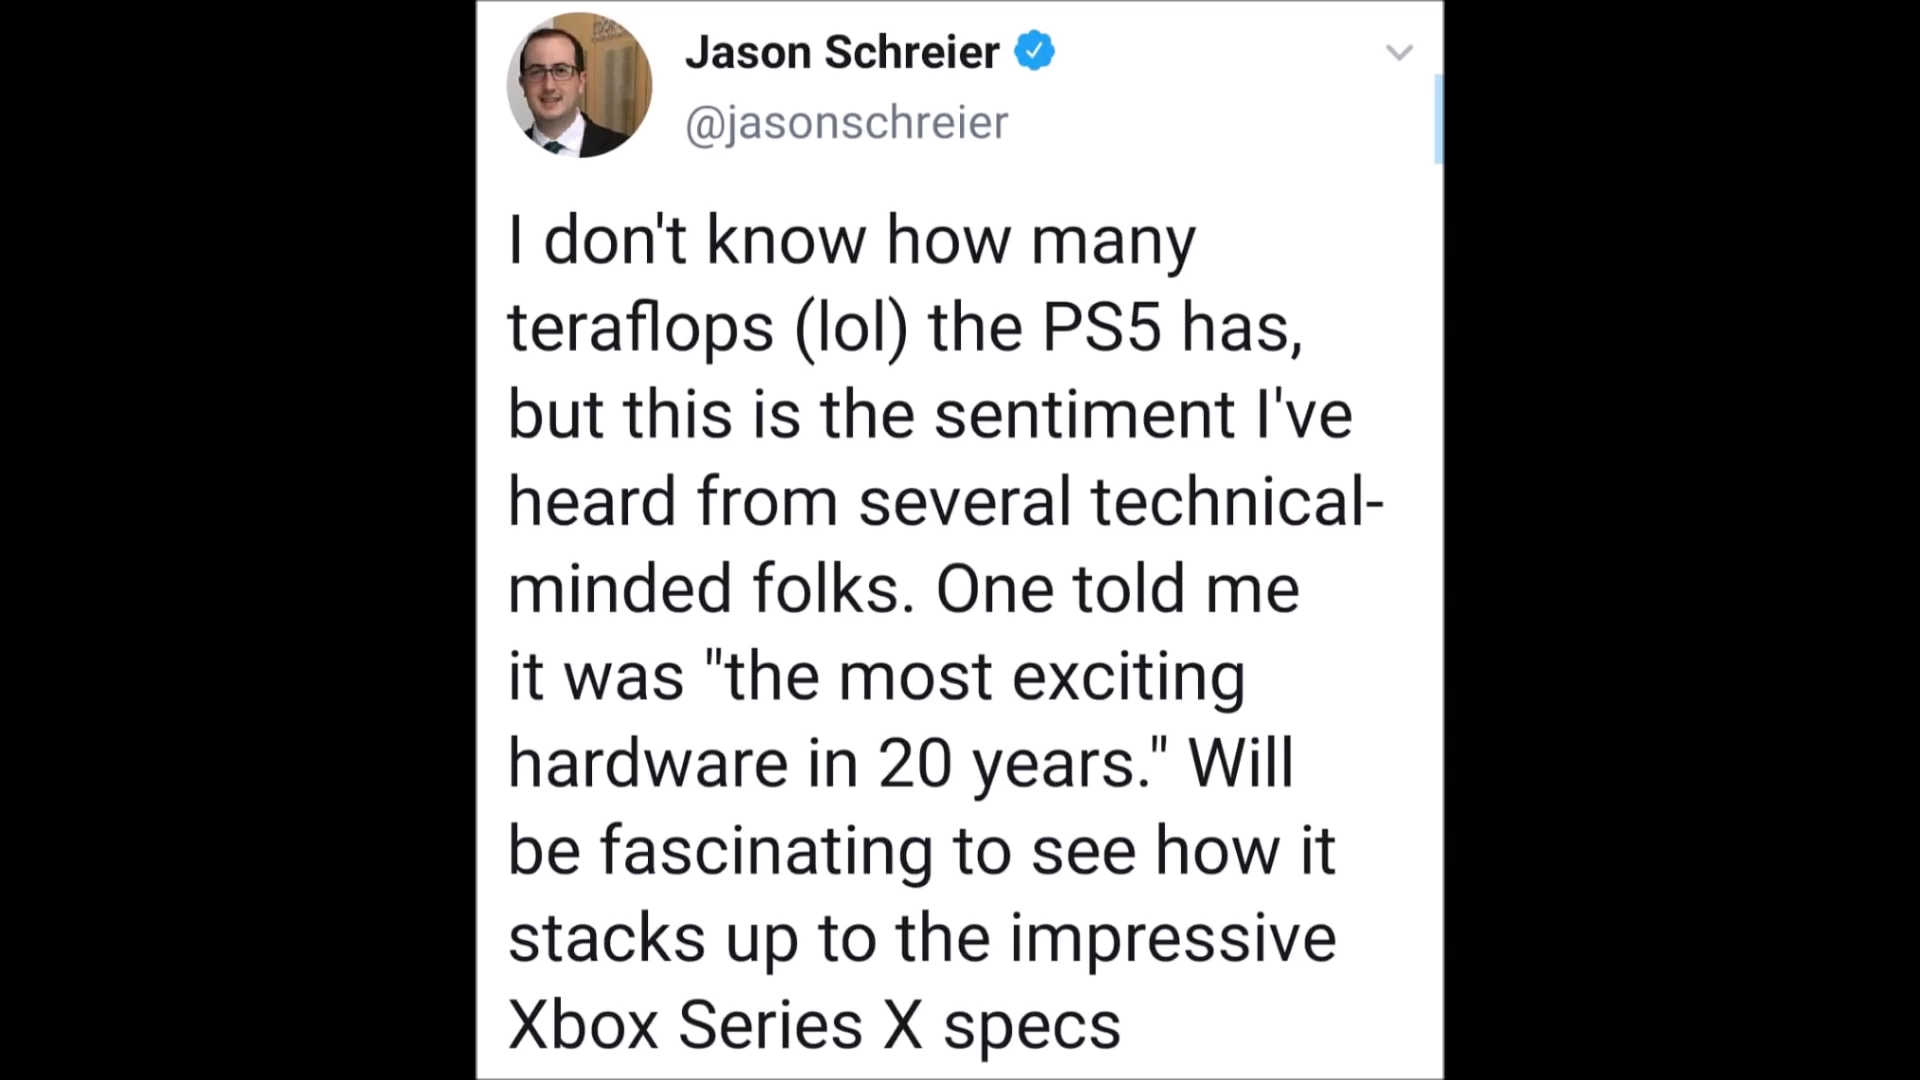 Jason Schreier
@jasonschreier
I don't know how many
teraflops (lol) the PS5 has,
but this is the sentiment I've
heard from several technical-
minded folks. One told me
it was "the most exciting
hardware in 20 years." Will
be fascinating to see how it
stacks up to the impressive
Xbox Series X specs